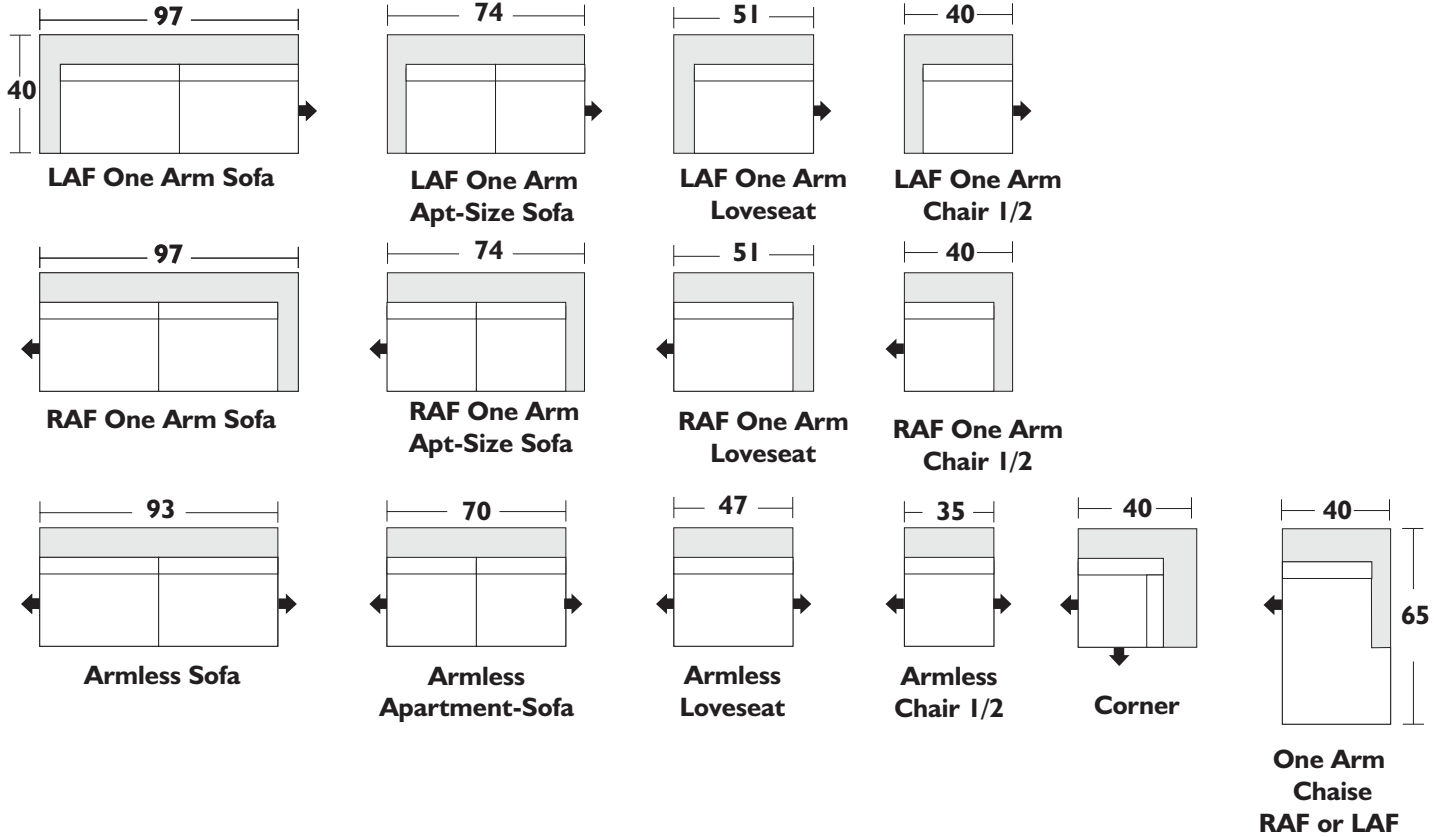 97
74
51
40
40
LAF One Arm Sofa
LAF One Arm
Apt-Size Sofa
LAF One Arm
Loveseat
LAF One Arm
Chair 1/2
97
74
51
40
RAF One Arm Sofa
RAF One Arm
Apt-Size Sofa
RAF One Arm
Loveseat
RAF One Arm
Chair 1/2
93
70
47
35
40
40
65
Armless Sofa
Armless
Apartment-Sofa
Armless
Loveseat
Armless
Chair 1/2
Corner
One Arm
Chaise
RAF or LAF